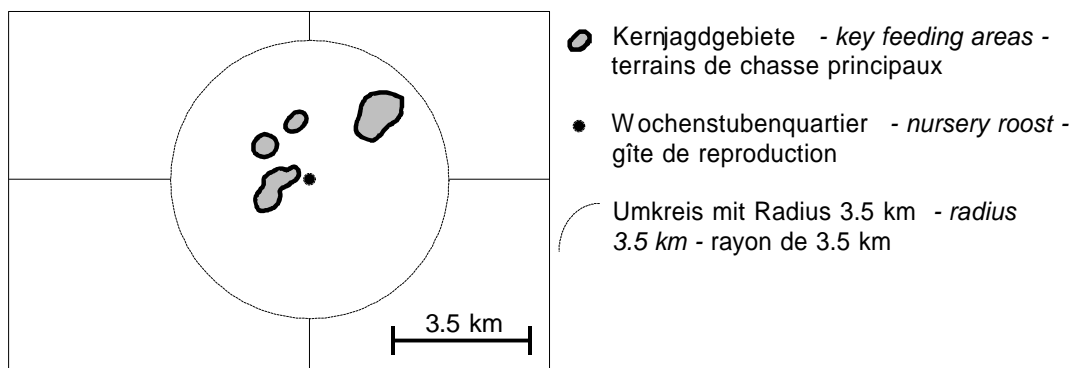 Kernjagdgebiete - key feeding areas -
terrains de chasse principaux
Wochenstubenquartier - nursery roost -
gîte de reproduction
Umkreis mit Radius 3.5 km - radius
3.5 km - rayon de 3.5 km
3.5 km